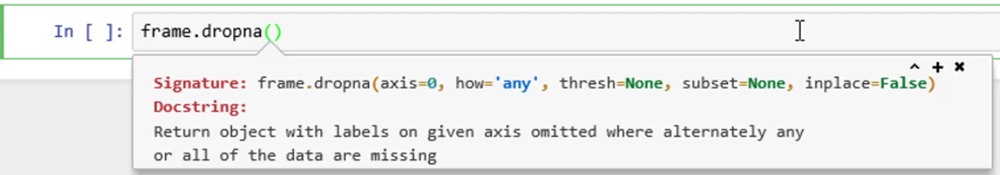 In [ ]: frame.dropna()
Signature: frame.dropna(axis=0, how='any', thresh=None, subset=None, inplace=False)
Docstring:
Return object with labels on given axis omitted where alternately any
or all of the data are missing